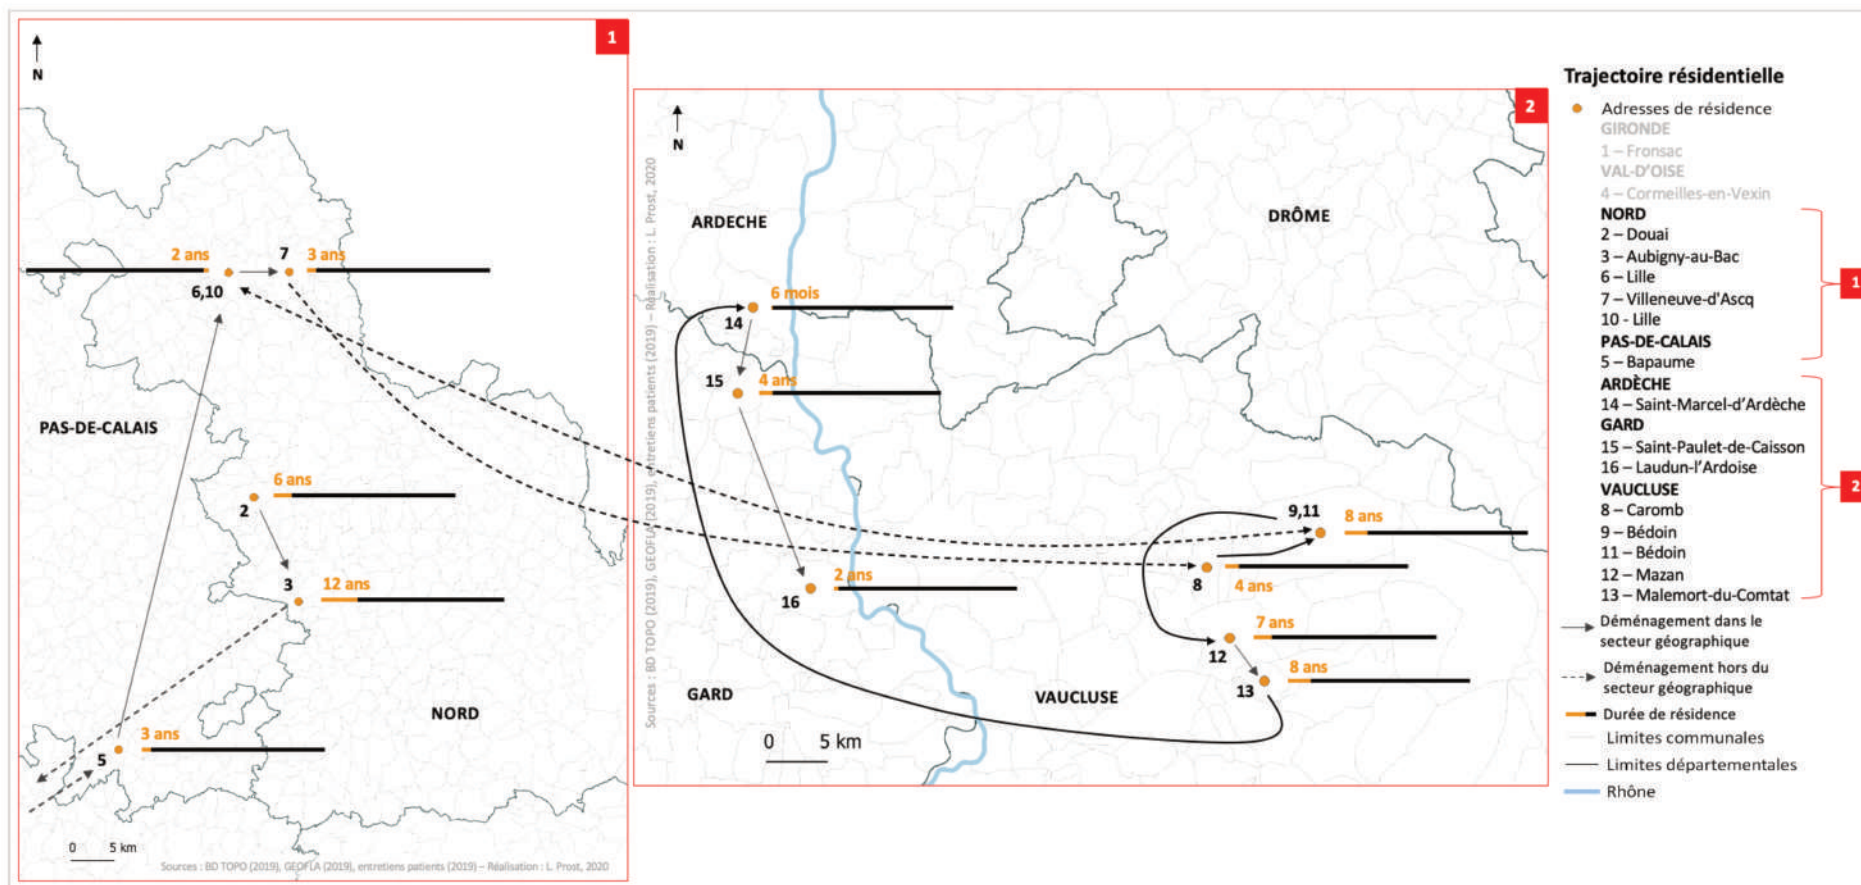 1
N
2 ans
7
3 ans
6,10
PAS-DE-CALAIS
6 ans
2
3
12 ans
NORD
3 ans
5
0 5 km
Sources : BD TOPO (2019), GEOFLA (2019), entretiens patients (2019) – Réalisation : L. Prost, 2020
2
N
Sources : BD TOPO (2019), GEOFLA (2019), entretiens patients (2019) – Réalisation : L. Prost, 2020
ARDECHE
DRÔME
6 mois
14
15
4 ans
9,11
8 ans
8
4 ans
2 ans
16
7 ans
12
8 ans
13
GARD
VAUCLUSE
0 5 km
Trajectoire résidentielle
Adresses de résidence
GIRONDE
1 – Fronsac
VAL-D'OISE
4 – Cormeilles-en-Vexin
NORD
2 – Douai
3 – Aubigny-au-Bac
6 – Lille
7 – Villeneuve-d'Ascq
10 - Lille
PAS-DE-CALAIS
5 – Bapaume
1
ARDÈCHE
14 – Saint-Marcel-d'Ardèche
GARD
15 – Saint-Paulet-de-Caisson
16 – Laudun-l'Ardoise
VAUCLUSE
8 – Caromb
9 – Bédoin
11 – Bédoin
12 – Mazan
13 – Malemort-du-Comtat
2
Déménagement dans le
secteur géographique
Déménagement hors du
secteur géographique
Durée de résidence
Limites communales
Limites départementales
Rhône